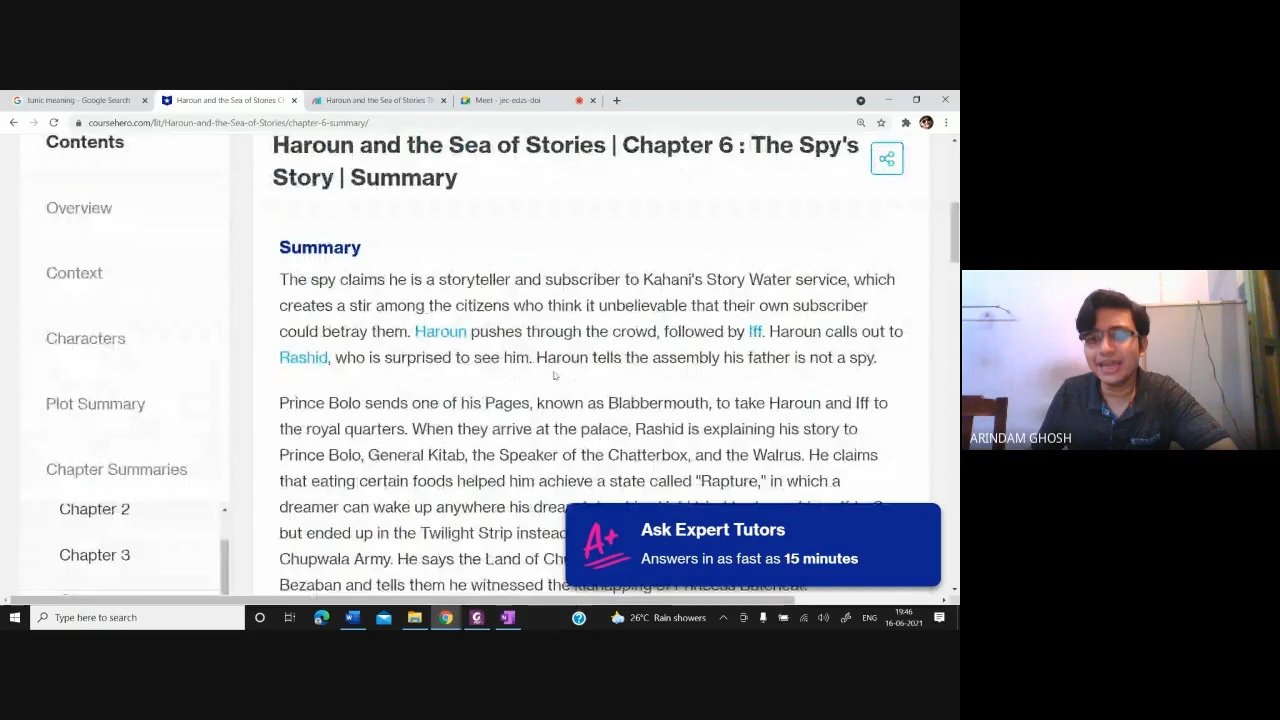 tunic meaning - Google Search
Haroun and the Sea of Stories C
Haroun and the Sea of Stories T
Meet - jec-edzs-doi
coursehero.com/lit/Haroun-and-the-Sea-of-Stories/chapter-6-summary/
Contents
Overview
Context
Characters
Plot Summary
Chapter Summaries
Chapter 2
Chapter 3
Haroun and the Sea of Stories | Chapter 6 : The Spy's
Story | Summary
Summary
The spy claims he is a storyteller and subscriber to Kahani's Story Water service, which
creates a stir among the citizens who think it unbelievable that their own subscriber
could betray them. Haroun pushes through the crowd, followed by Iff. Haroun calls out to
Rashid, who is surprised to see him. Haroun tells the assembly his father is not a spy.
Prince Bolo sends one of his Pages, known as Blabbermouth, to take Haroun and Iff to
the royal quarters. When they arrive at the palace, Rashid is explaining his story to
Prince Bolo, General Kitab, the Speaker of the Chatterbox, and the Walrus. He claims
that eating certain foods helped him achieve a state called "Rapture," in which a
dreamer can wake up anywhere his
but ended up in the Twilight Strip instead
Chupwala Army. He says the Land of
Bezaban and tells them he witnessed the kidnapping of Princess Batcheat.
Ask Expert Tutors
Answers in as fast as 15 minutes
ARINDAM GHOSH
Type here to search
26°C Rain showers
ENG
19:46
16-06-2021